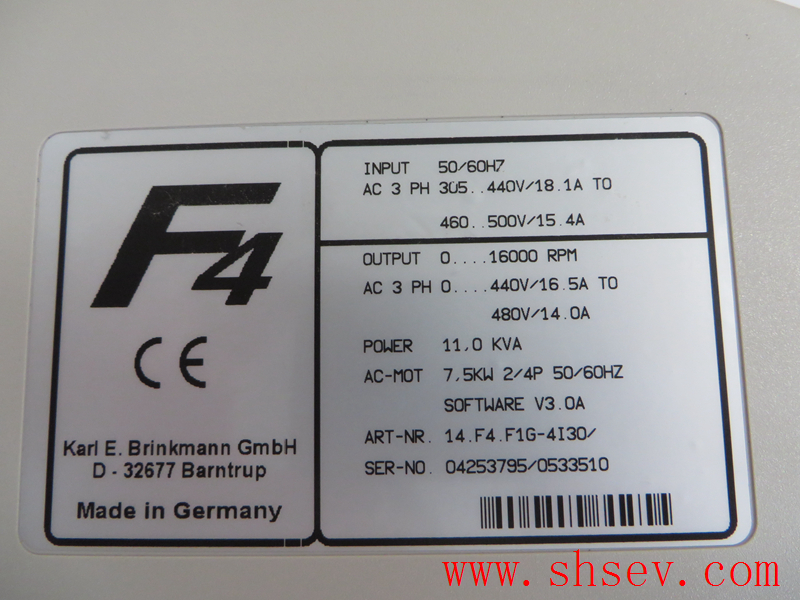 F4
CE
Karl E. Brinkmann GmbH
D - 32677 Barntrup
Made in Germany
INPUT 50/60H7
AC 3 PH 305..440V/18.1A TO
460..500V/15.4A
OUTPUT 0....16000 RPM
AC 3 PH 0....440V/16.5A TO
480V/14.0A
POWER 11,0 KVA
AC-MOT 7,5KW 2/4P 50/60HZ
SOFTWARE V3.0A
ART-NR. 14.F4.F1G-4I30/
SER-NO. 04253795/0533510
www.shsev.com